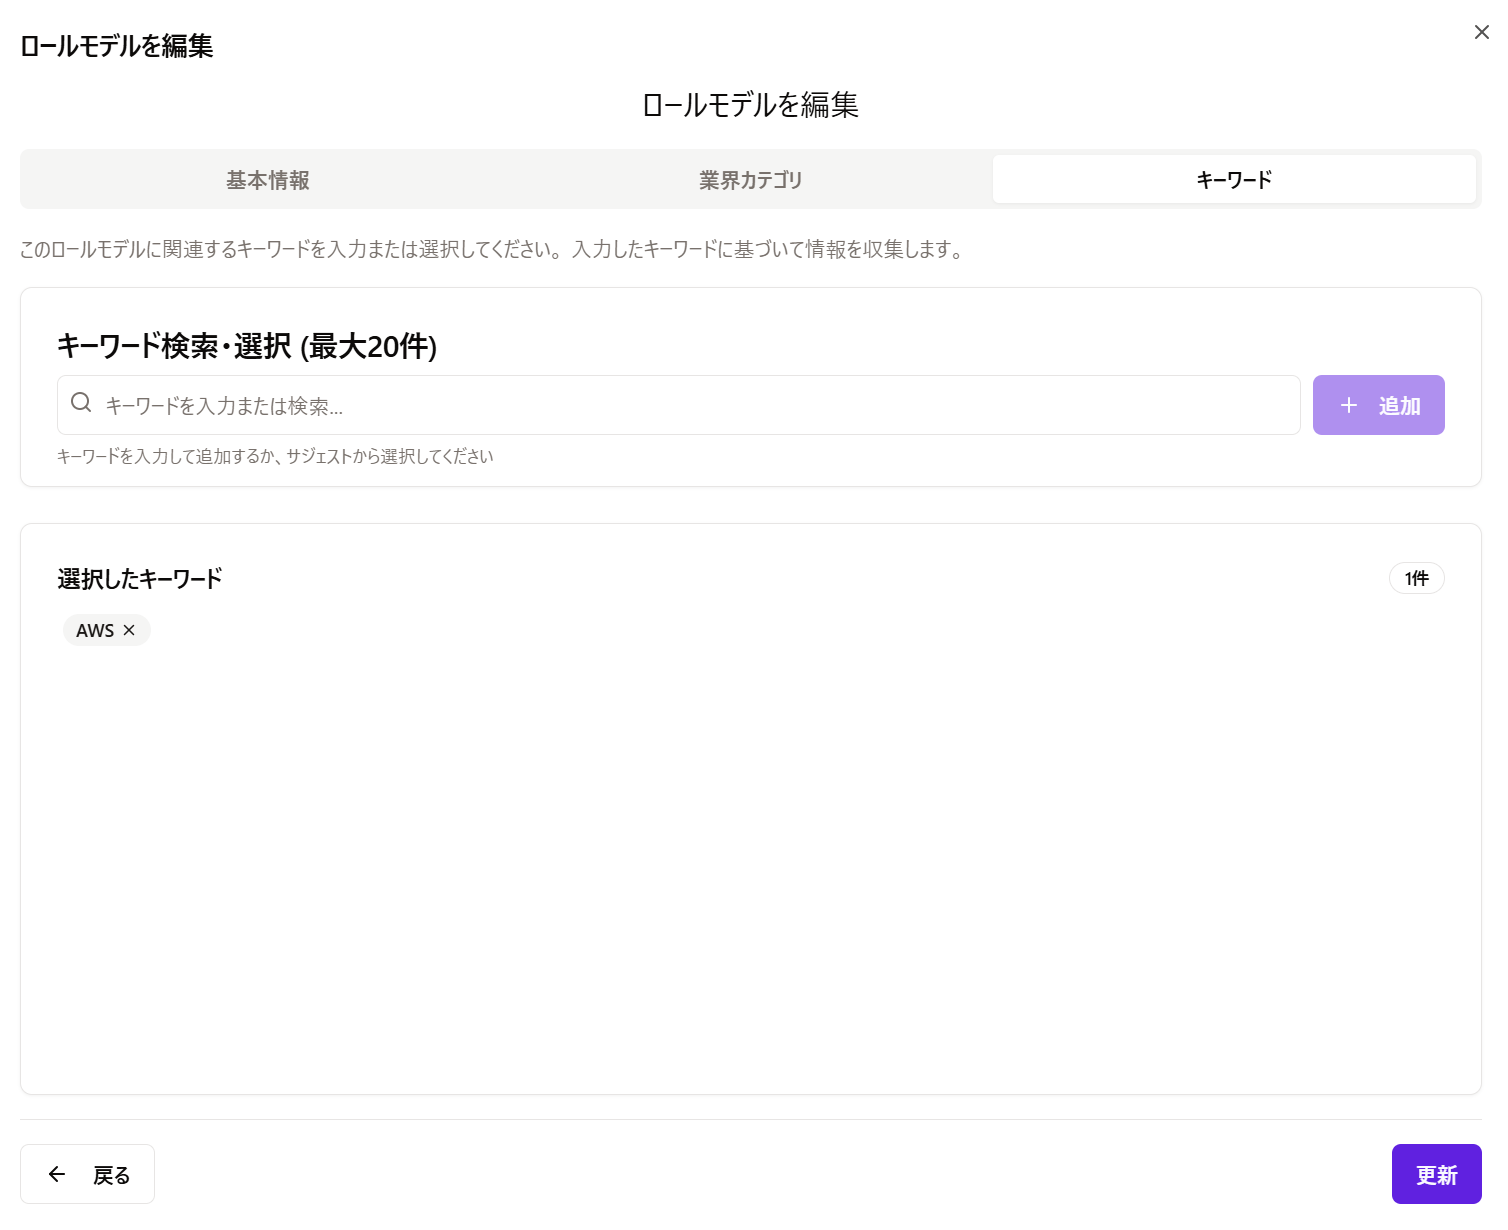 ロールモデルを編集
ロールモデルを編集
基本情報
業界カテゴリ
キーワード
このロールモデルに関連するキーワードを入力または選択してください。入力したキーワードに基づいて情報を収集します。
キーワード検索・選択 (最大20件)
キーワードを入力または検索...
追加
キーワードを入力して追加するか、サジェストから選択してください
選択したキーワード
1件
AWS
戻る
更新